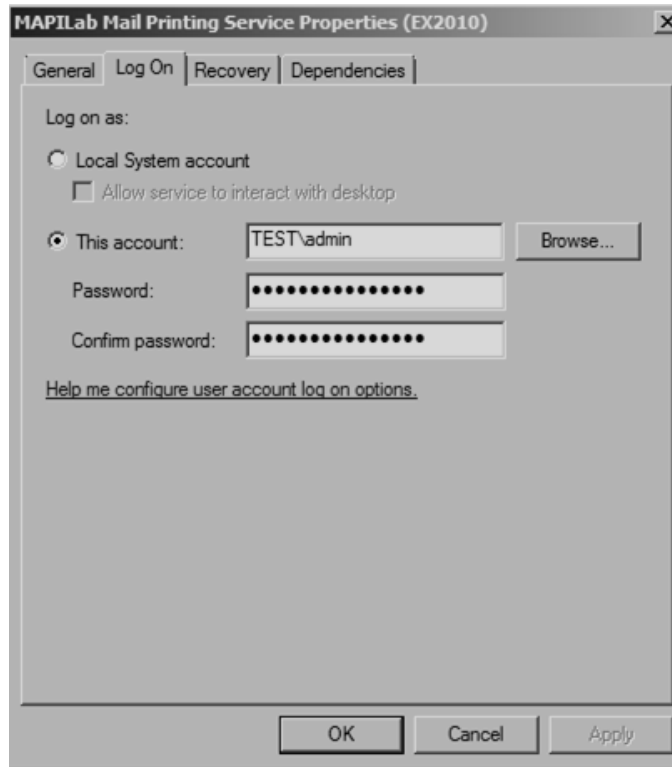 MAPILab Mail Printing Service Properties (EX2010)
General Log On Recovery Dependencies
Log on as:
Local System account
Allow service to interact with desktop
This account: TEST\admin Browse...
Password: •••••••••••••••
Confirm password: •••••••••••••••
Help me configure user account log on options.
OK Cancel Apply